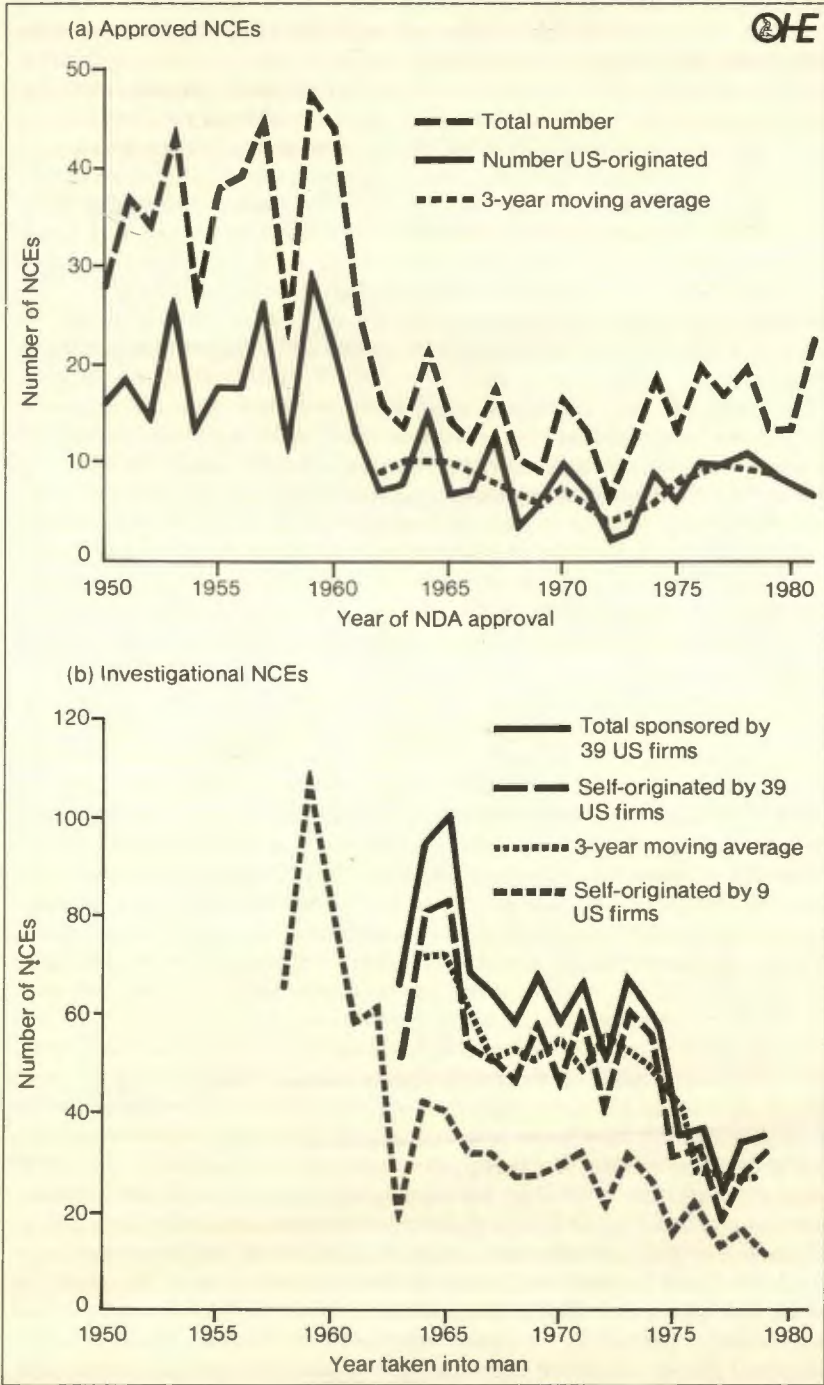 (a) Approved NCEs
OHE
50
40
30
20
10
0
Number of NCEs
Total number
Number US-originated
3-year moving average
1950 1955 1960 1965 1970 1975 1980
Year of NDA approval
(b) Investigational NCEs
120
100
80
60
40
20
0
Number of NCEs
Total sponsored by
39 US firms
Self-originated by 39
US firms
3-year moving average
Self-originated by 9
US firms
1950 1955 1960 1965 1970 1975 1980
Year taken into man